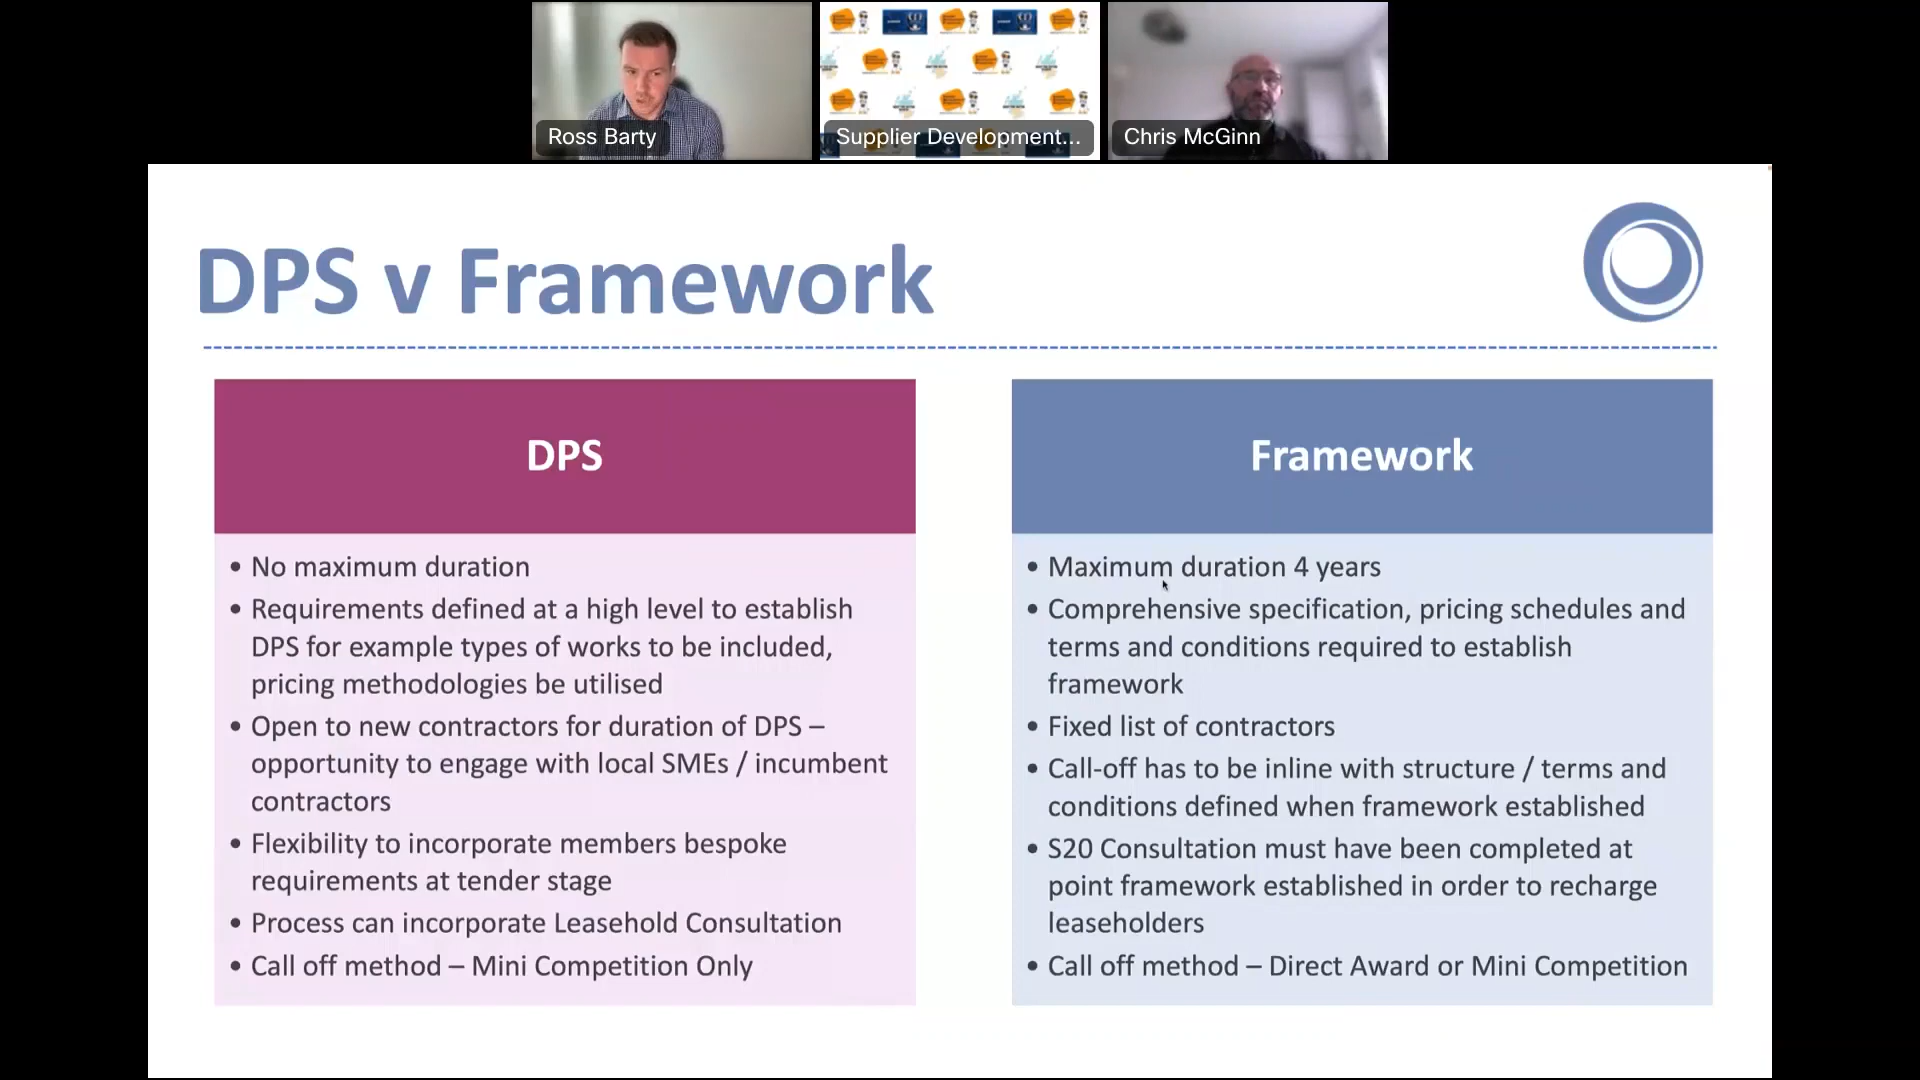 Ross Barty
Supplier Development...
Chris McGinn
DPS v Framework
DPS
• No maximum duration
• Requirements defined at a high level to establish
DPS for example types of works to be included,
pricing methodologies be utilised
• Open to new contractors for duration of DPS –
opportunity to engage with local SMEs / incumbent
contractors
• Flexibility to incorporate members bespoke
requirements at tender stage
• Process can incorporate Leasehold Consultation
• Call off method – Mini Competition Only
Framework
• Maximum duration 4 years
• Comprehensive specification, pricing schedules and
terms and conditions required to establish
framework
• Fixed list of contractors
• Call-off has to be inline with structure / terms and
conditions defined when framework established
• S20 Consultation must have been completed at
point framework established in order to recharge
leaseholders
• Call off method – Direct Award or Mini Competition